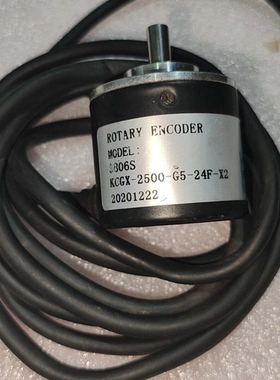 ROTARY ENCODER
MODEL:
3806S
KCGX-2500-G5-24F-X2
20201222